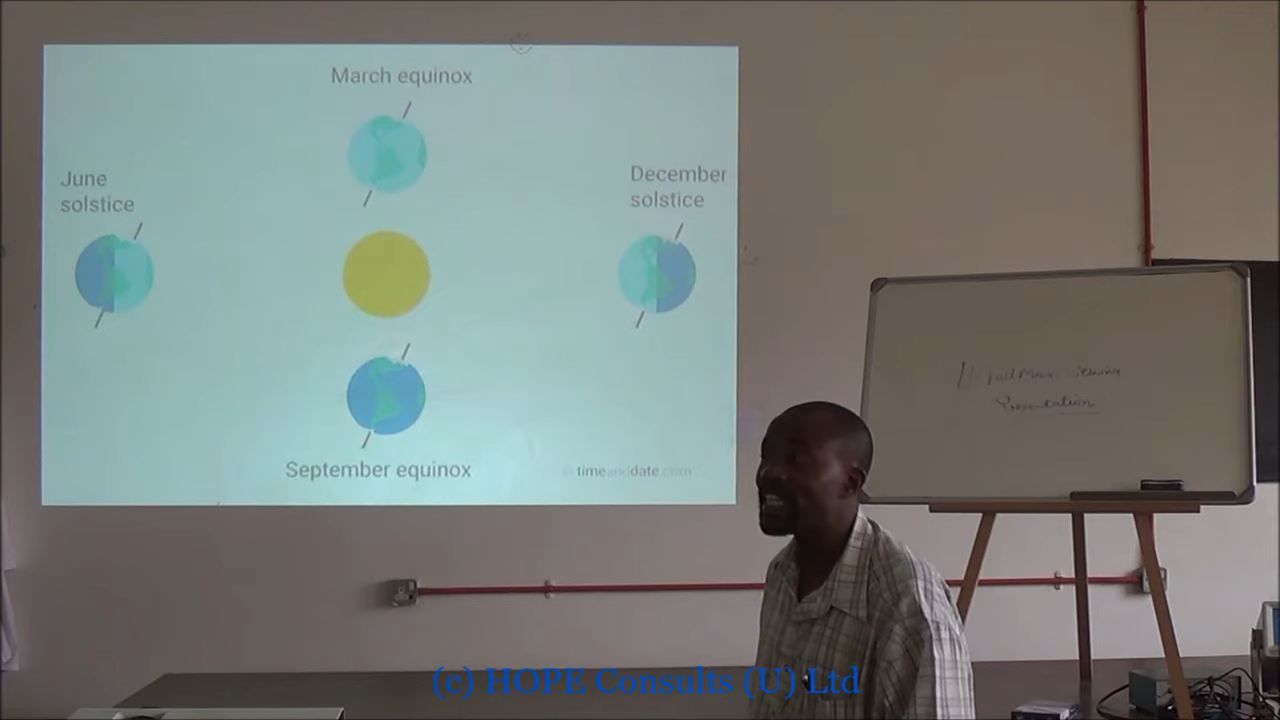 March equinox
June
solstice
December
solstice
September equinox
timeanddate.com
Presentation
(c) HOPE Consults (U) Ltd